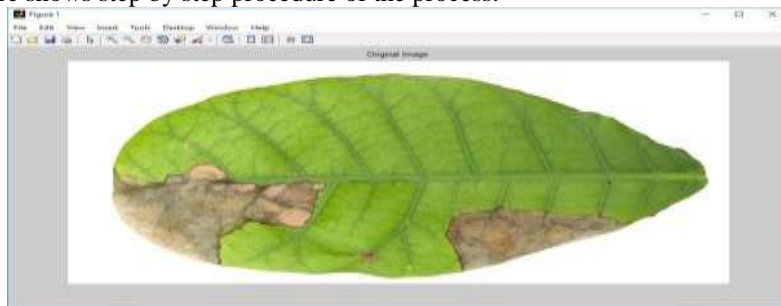 e shows step by step procedure of the process.
Figure 1
File Edit View Insert Tools Desktop Window Help
Original Image